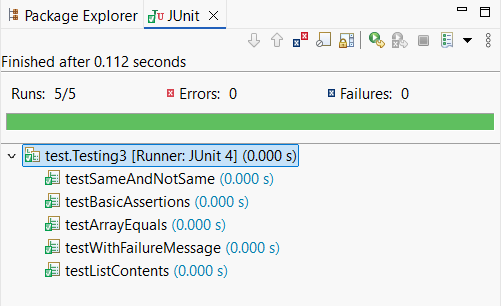 Package Explorer JUnit
Finished after 0.112 seconds
Runs: 5/5 Errors: 0 Failures: 0
test.Testing3 [Runner: JUnit 4] (0.000 s)
testSameAndNotSame (0.000 s)
testBasicAssertions (0.000 s)
testArrayEquals (0.000 s)
testWithFailureMessage (0.000 s)
testListContents (0.000 s)